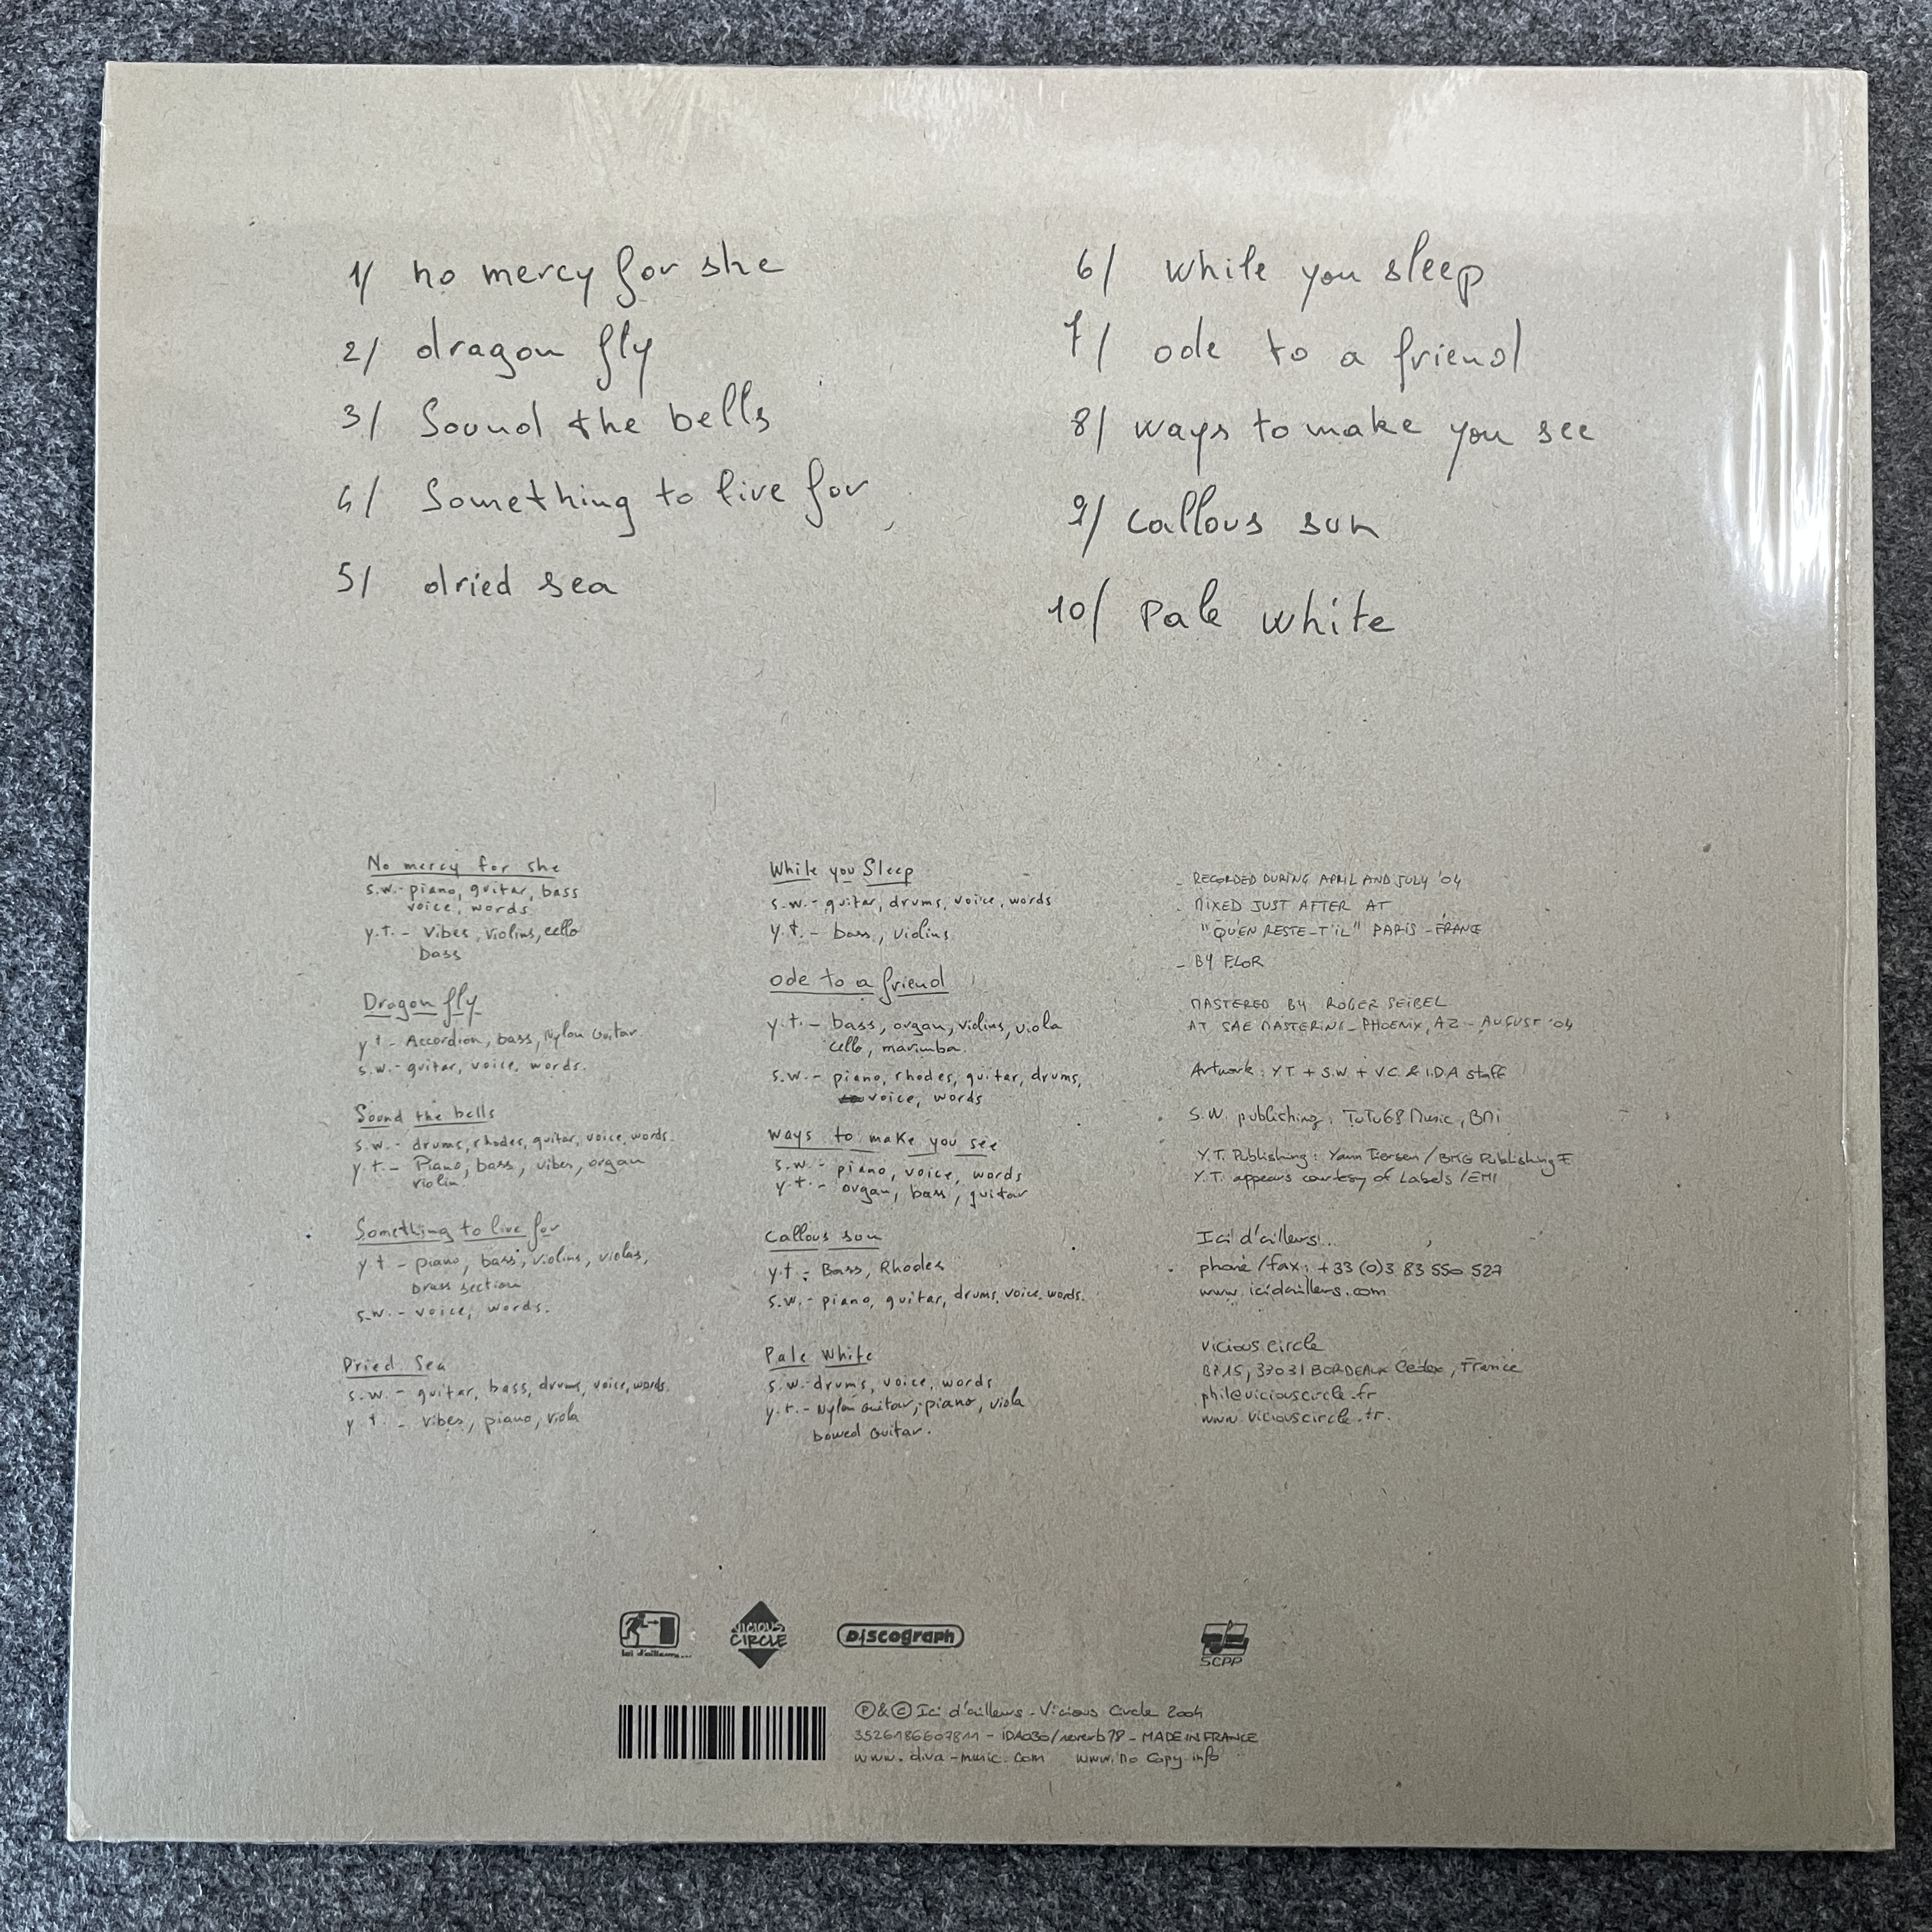 1/ no mercy for she
2/ dragon fly
3/ Sound the bells
4/ Something to live for
5/ dried sea
6/ while you sleep
7/ ode to a friend
8/ ways to make you see
9/ callous sun
10/ pale white
No mercy for she
s.w.- piano, guitar, bass
voice, words.
y.t. - Vibes, violins, cello
bass
Dragon fly
y t - Accordion, bass, Nylon Guitar.
s.w.- guitar, voice, words.
Sound the bells
s.w. - drums, rhodes, guitar, voice, words.
y t. - Piano, bass, vibes, organ
violin.
Something to live for
y t - piano, bass, violins, violas,
brass section
s.w. - voice, words.
Dried Sea
s.w. - guitar, bass, drums, voice, words.
y t. - vibes, piano, viola
While you Sleep
s.w. - guitar, drums, voice, words
y.t. - bass, violins
ode to a friend
y.t. - bass, organ, violins, viola
cello, marimba.
s.w. - piano, rhodes, guitar, drums,
voice, words
ways to make you see
s.w. - piano, voice, words
y t. - organ, bass, guitar
Callous sun
y.t - Bass, Rhodes
s.w. - piano, guitar, drums, voice, words.
Pale White
s.w.-drums, voice, words
y.t. - Nylon Guitar, piano, viola
bowed Guitar.
- RECORDED DURING APRIL AND JULY '04
- MIXED JUST AFTER AT
"QU'EN RESTE-T'IL" PARIS - FRANCE
- BY FLOR
MASTERED BY ROGER SEIBEL
AT SAE MASTERING - PHOENIX, AZ - AUGUST '04
Artwork : Y.T. + S.W. + V.C. & I.D.A staff
S.W. publishing : TuTu68 Music, BMi
Y.T. Publishing : Yann Tiersen / BMG Publishing F
Y.T. appears courtesy of Labels / EMI
Ici d'ailleurs...
phone/fax : +33 (0)3 83 550 527
www.icidailleurs.com
Vicious Circle
BP 15, 33031 BORDEAUX Cedex, France
phil@viciouscircle.fr
www.viciouscircle.fr.
Ici d'ailleurs...
VICIOUS CIRCLE
Discograph
SCPP
Ⓟ&© Ici d'ailleurs - Vicious Circle 2004
3526186607811 - IDA030/reverb78 - MADE IN FRANCE
www.diva-music.com www.no Copy.info